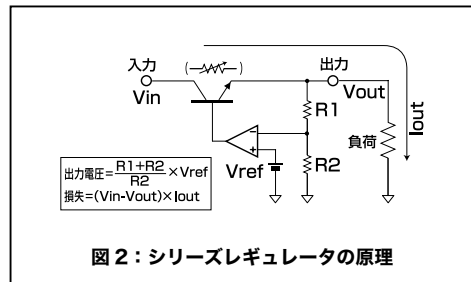 入力
Vin
出力
Vout
Iout
R1
R2
負荷
−
+
Vref
出力電圧=R1+R2/R2×Vref
損失=(Vin-Vout)×Iout
図2：シリーズレギュレータの原理